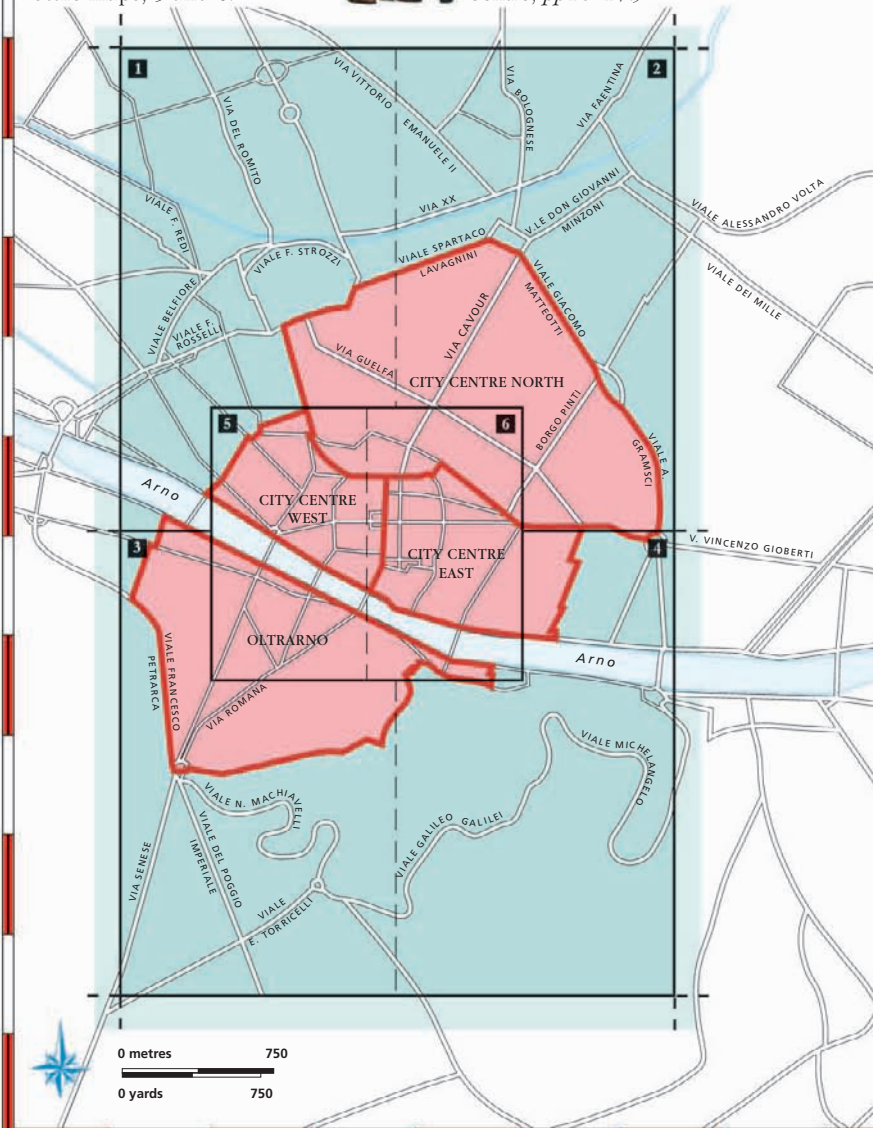 1
2
VIA VITTORIO
EMANUELE II
VIA BOLOGNESE
VIA FAENTINA
VIA DEL ROMITO
VIALE F. REDI
VIA XX
V.LE DON GIOVANNI
MINZONI
VIALE ALESSANDRO VOLTA
VIALE F. STROZZI
VIALE SPARTACO
LAVAGNINI
VIALE DEI MILLE
VIALE BELFIORE
VIALE F.
ROSSELLI
VIALE GIACOMO
MATTEOTTI
VIA CAVOUR
VIA GUELFA
CITY CENTRE NORTH
BORGO PINTI
VIALE A.
GRAMSCI
5
6
Arno
CITY CENTRE
WEST
CITY CENTRE
EAST
3
4
V. VINCENZO GIOBERTI
OLTRARNO
Arno
VIALE FRANCESCO
PETRARCA
VIA ROMANA
VIALE MICHELANGELO
VIALE N. MACHIAVELLI
VIALE GALILEO GALILEI
VIA SENESE
VIALE DEL POGGIO
IMPERIALE
VIALE
E. TORRICELLI
0 metres 750
0 yards 750